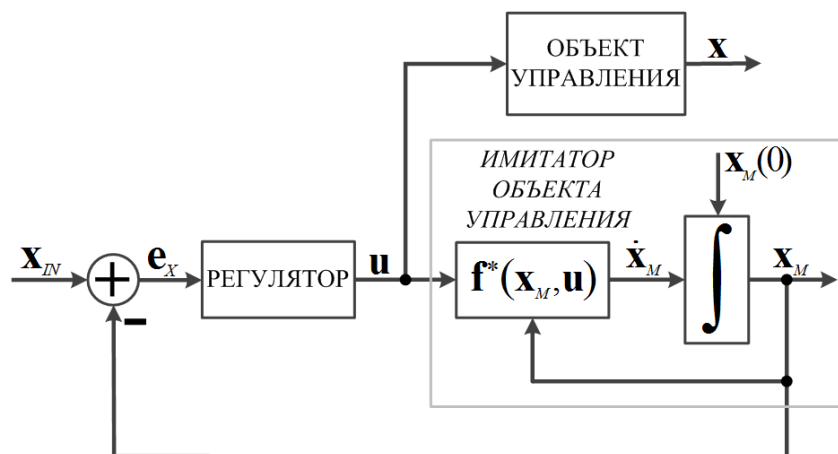 ОБЪЕКТ
УПРАВЛЕНИЯ
x
ИМИТАТОР
ОБЪЕКТА
УПРАВЛЕНИЯ
x_M(0)
x_IN
+
−
e_X
РЕГУЛЯТОР
u
f*(x_M,u)
ẋ_M
∫
x_M